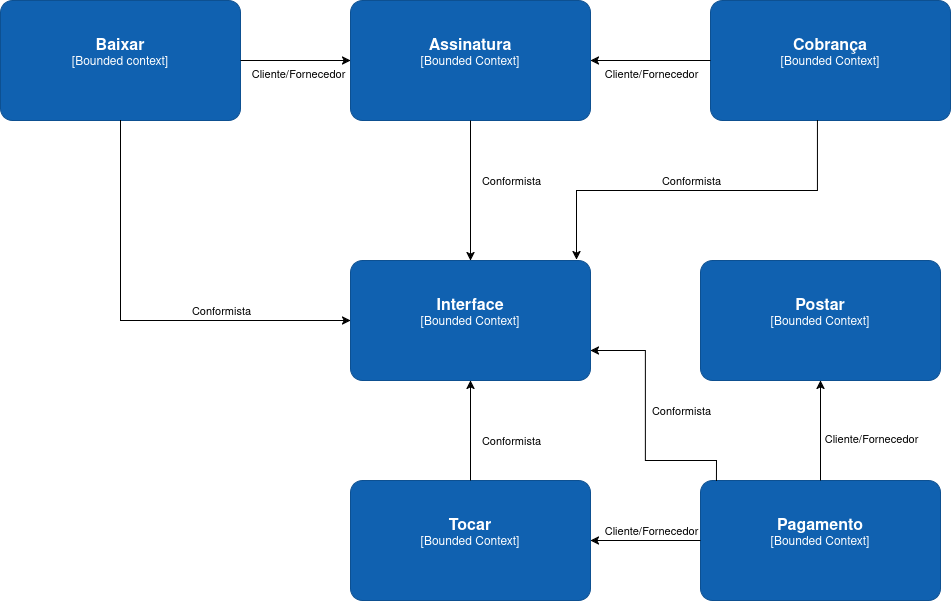 Baixar
[Bounded context]
Cliente/Fornecedor
Assinatura
[Bounded Context]
Cliente/Fornecedor
Cobrança
[Bounded Context]
Conformista
Conformista
Conformista
Interface
[Bounded Context]
Postar
[Bounded Context]
Conformista
Conformista
Cliente/Fornecedor
Tocar
[Bounded Context]
Cliente/Fornecedor
Pagamento
[Bounded Context]